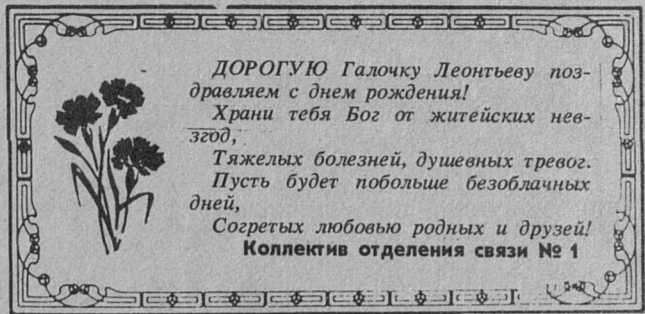 ДОРОГУЮ Галочку Леонтьеву поз-
дравляем с днем рождения!
Храни тебя Бог от житейских нев-
згод,
Тяжелых болезней, душевных тревог.
Пусть будет побольше безоблачных
дней,
Согретых любовью родных и друзей!
Коллектив отделения связи № 1